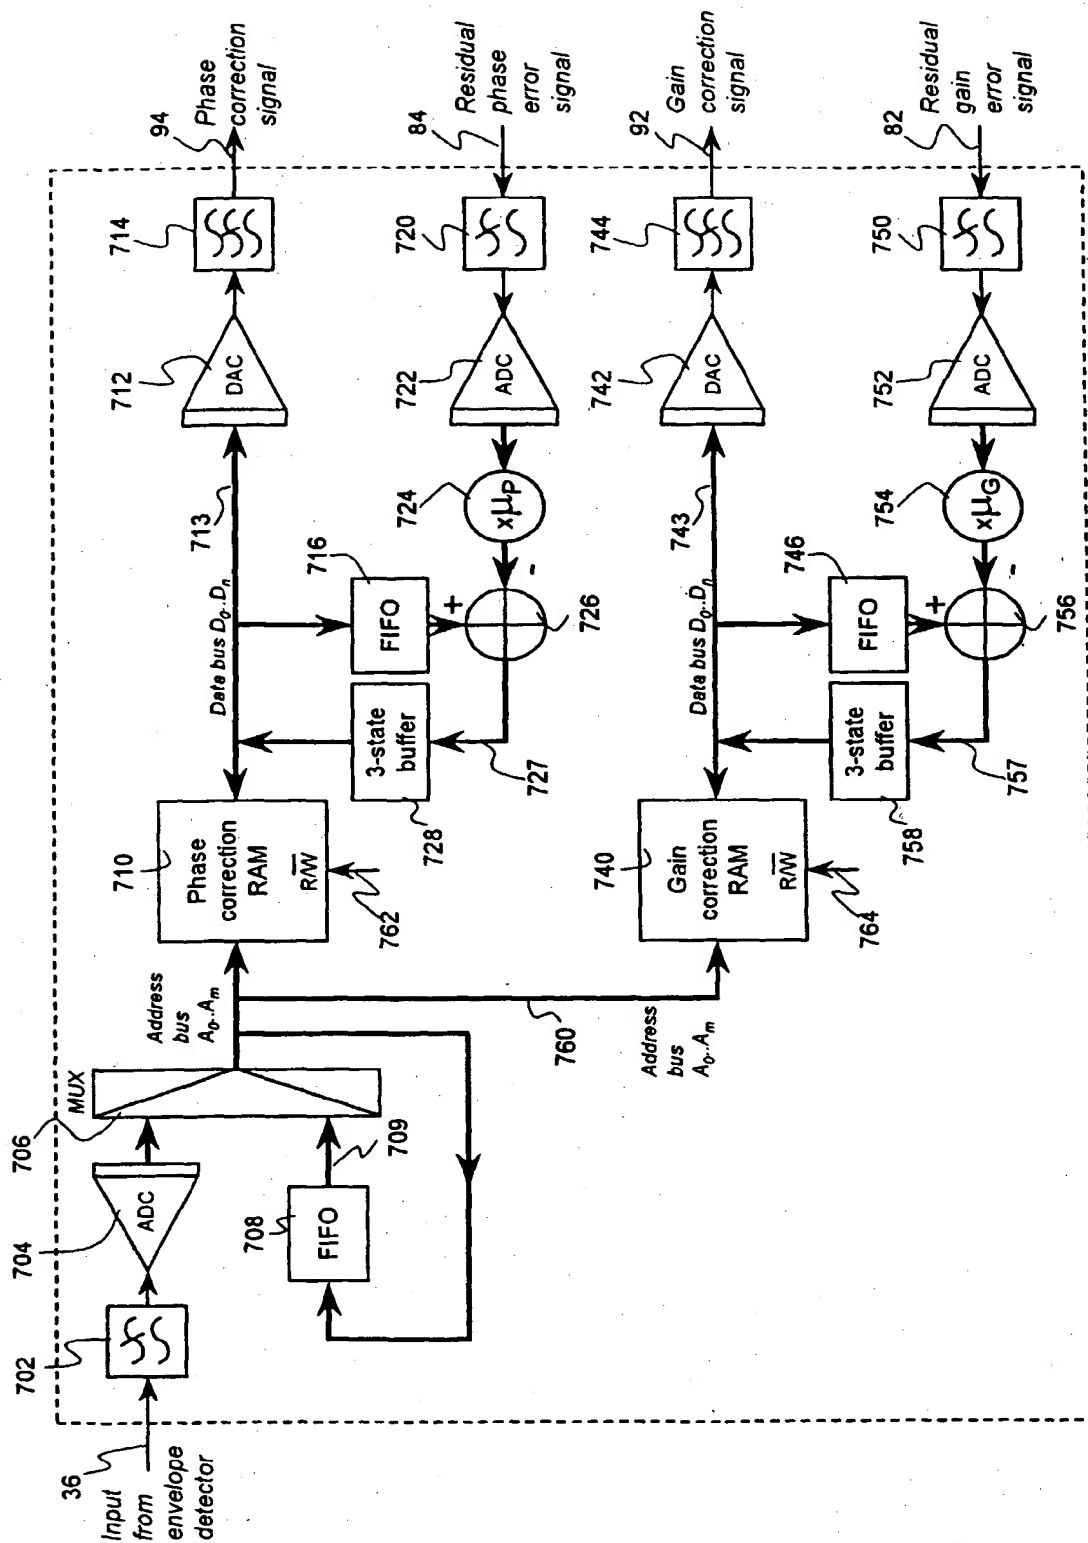 36
Input
from
envelope
detector
702
704
ADC
706
MUX
708
FIFO
709
Address
bus
A0..Am
710
Phase
correction
RAM
R/W
762
Data bus D0..Dn
713
712
DAC
714
94
Phase
correction
signal
716
FIFO
+
-
726
3-state
buffer
728
727
724
xμP
722
ADC
720
84
Residual
phase
error
signal
760
Address
bus
A0..Am
740
Gain
correction
RAM
R/W
764
Data bus D0..Dn
743
742
DAC
744
92
Gain
correction
signal
746
FIFO
+
-
756
3-state
buffer
758
757
754
xμG
752
ADC
750
82
Residual
gain
error
signal